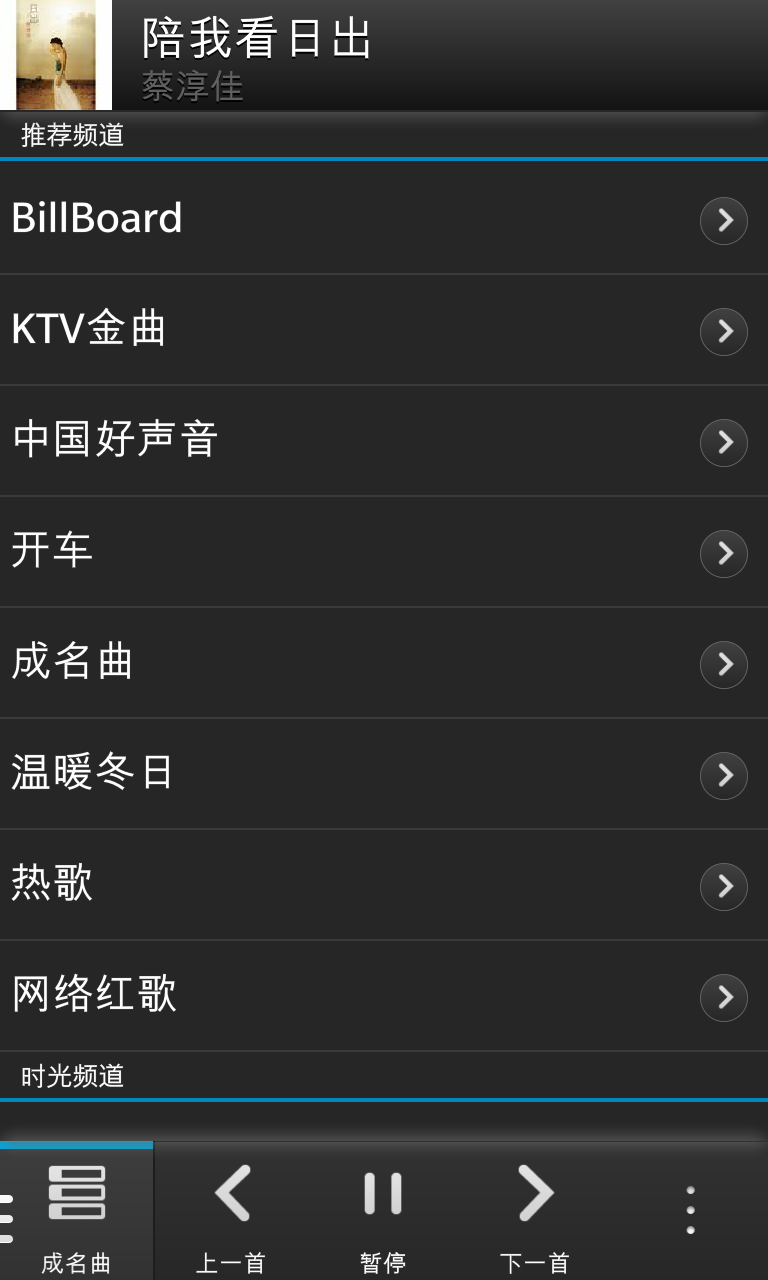 陪我看日出
蔡淳佳
推荐频道
BillBoard
KTV金曲
中国好声音
开车
成名曲
温暖冬日
热歌
网络红歌
时光频道
成名曲
上一首
暂停
下一首